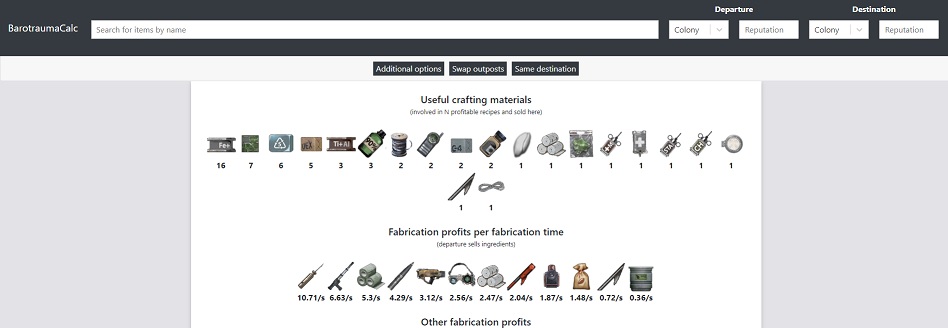 Departure Destination
BarotraumaCalc Search for items by name Colony Reputation Colony Reputation
Additional options Swap outposts Same destination
Useful crafting materials
(involved in N profitable recipes and sold here)
Fe+ Ti+Al
16 7 6 5 3 3 2 2 2 2 1 1 1 1 1 1 1 1
1 1
Fabrication profits per fabrication time
(departure sells ingredients)
10.71/s 6.63/s 5.3/s 4.29/s 3.12/s 2.56/s 2.47/s 2.04/s 1.87/s 1.48/s 0.72/s 0.36/s
Other fabrication profits